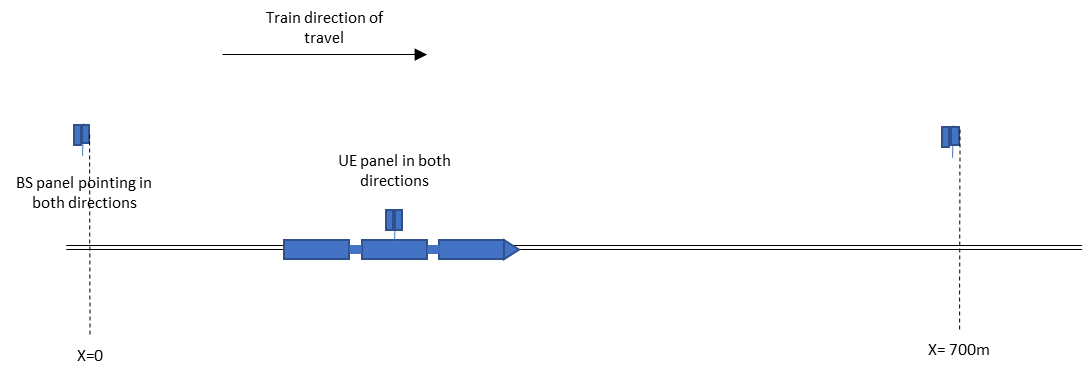 Train direction of
travel
UE panel in both
directions
BS panel pointing in
both directions
X=0
X= 700m